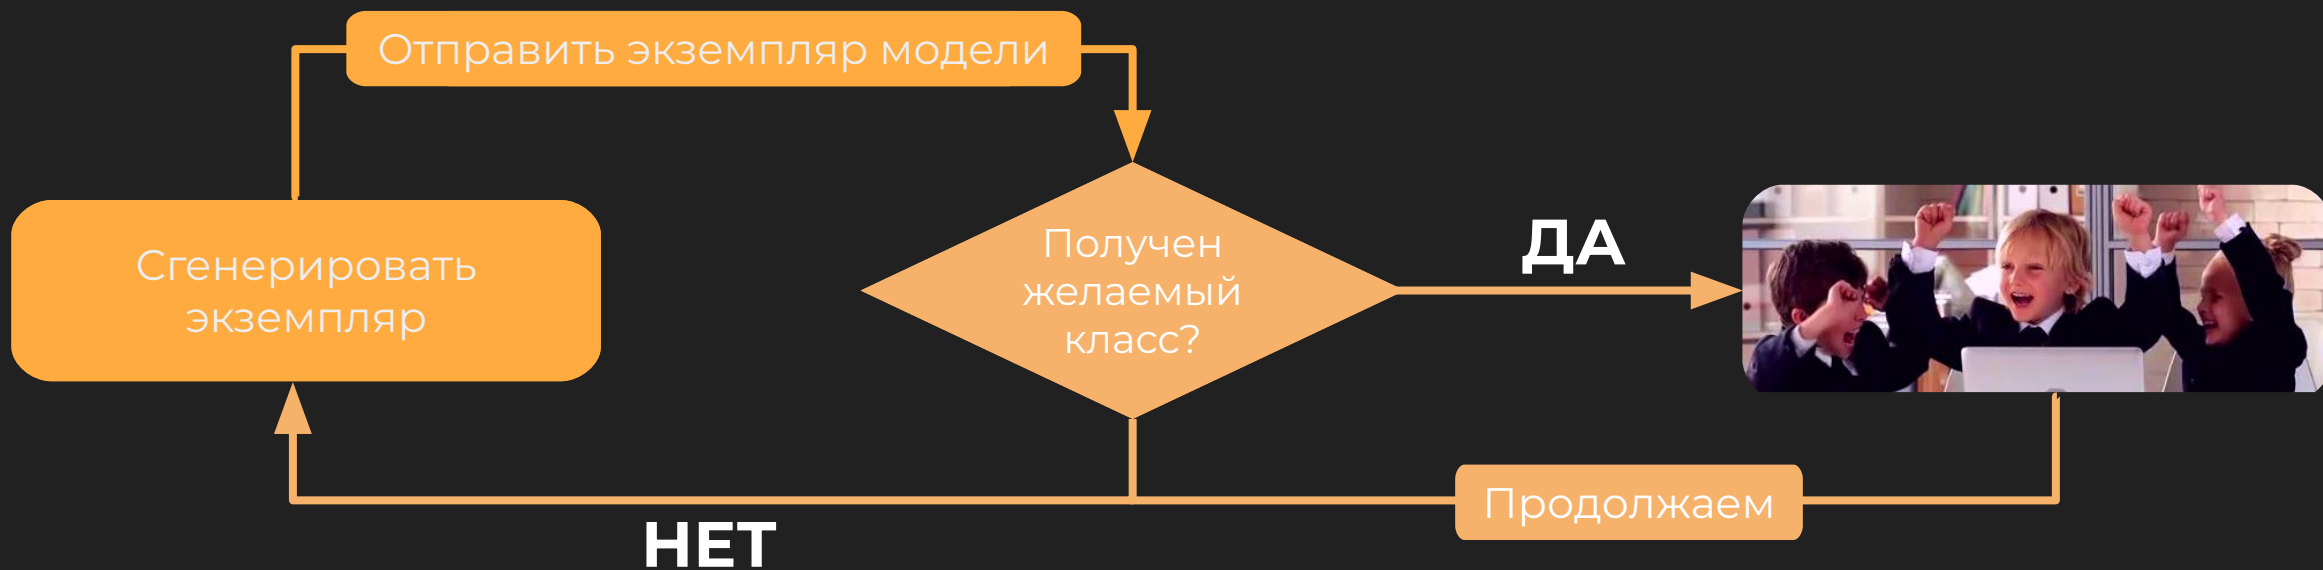 Отправить экземпляр модели
Сгенерировать
экземпляр
Получен
желаемый
класс?
ДА
Продолжаем
НЕТ